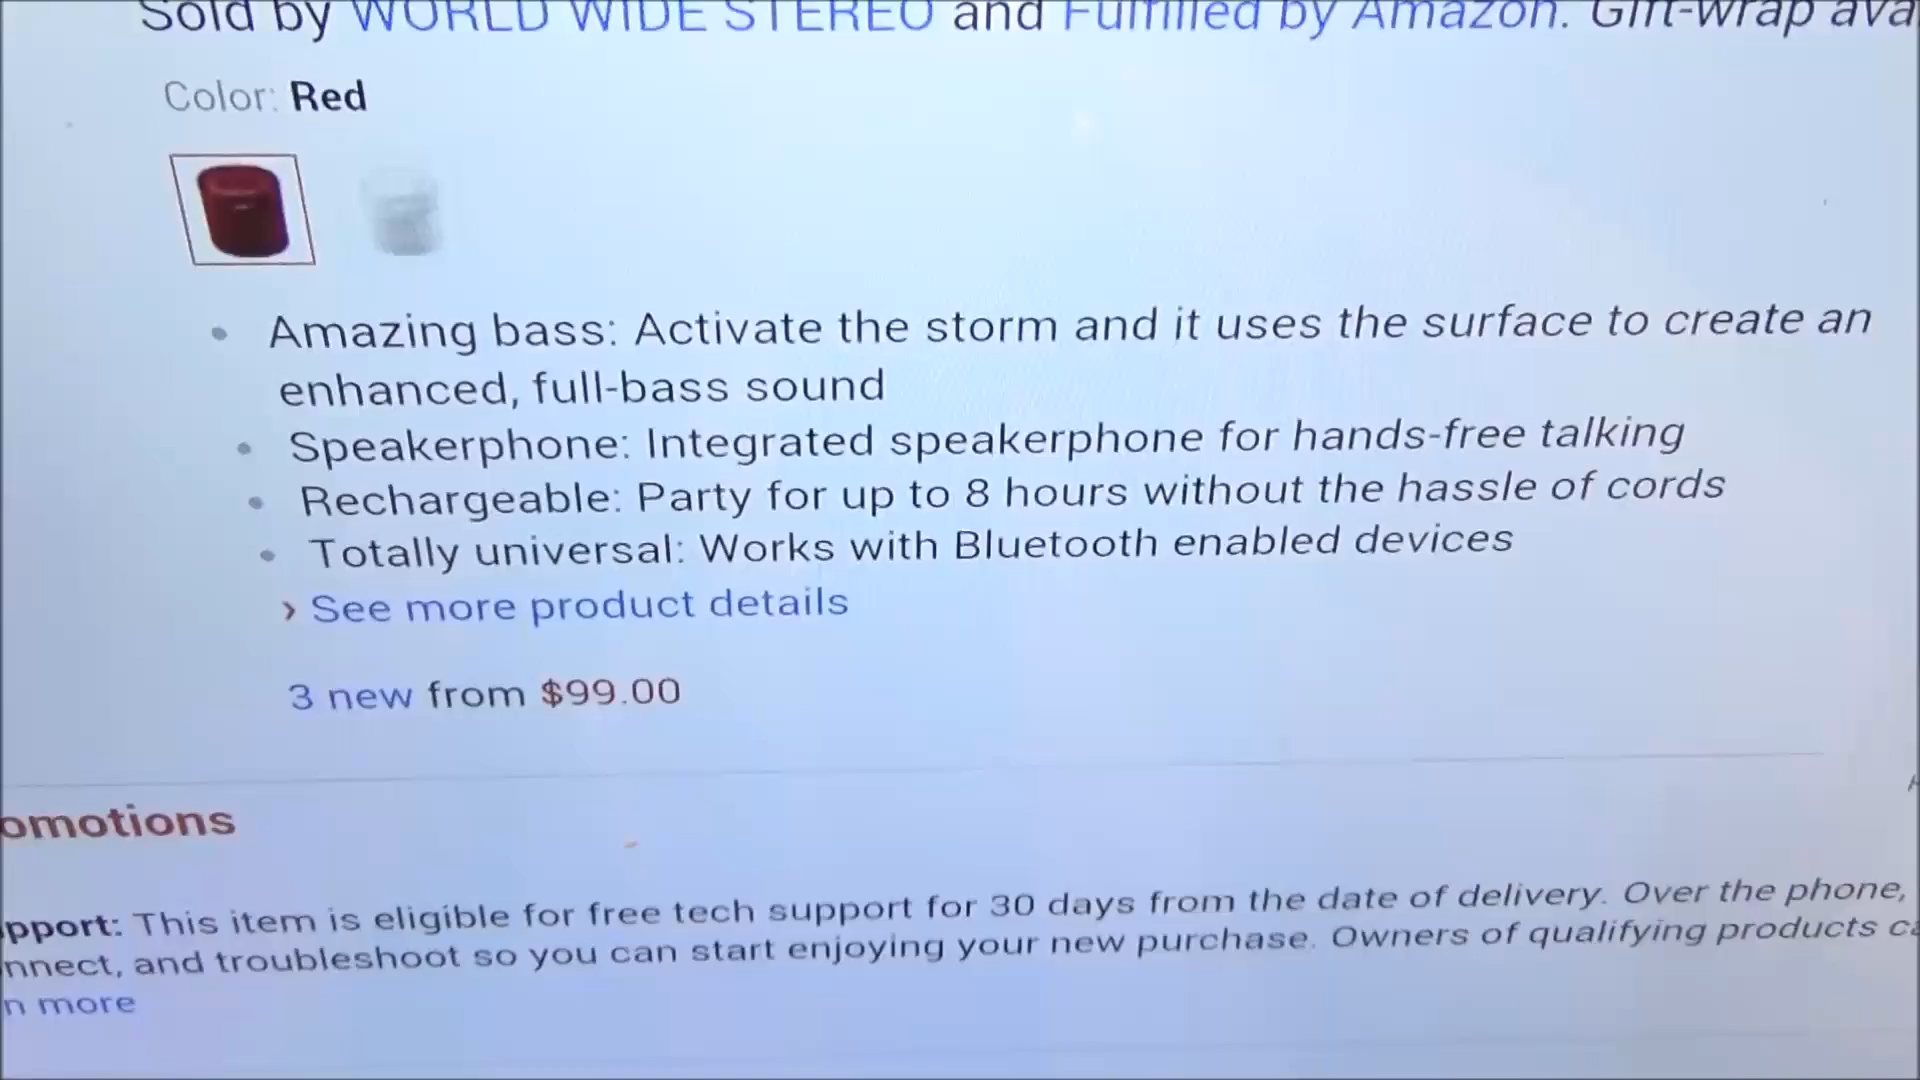 Sold by WORLD WIDE STEREO and Fulfilled by Amazon. Gift-wrap ava
Color: Red
Amazing bass: Activate the storm and it uses the surface to create an
enhanced, full-bass sound
Speakerphone: Integrated speakerphone for hands-free talking
Rechargeable: Party for up to 8 hours without the hassle of cords
Totally universal: Works with Bluetooth enabled devices
› See more product details
3 new from $99.00
omotions
pport: This item is eligible for free tech support for 30 days from the date of delivery. Over the phone,
nnect, and troubleshoot so you can start enjoying your new purchase. Owners of qualifying products ca
n more